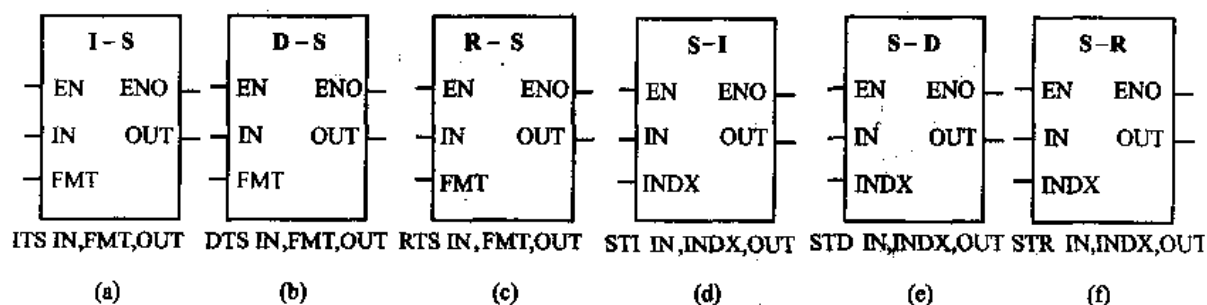 I – S D – S R – S S–I S–D S–R
EN ENO EN ENO EN ENO EN ENO EN ENO EN ENO
IN OUT IN OUT IN OUT IN OUT IN OUT IN OUT
FMT FMT FMT INDX INDX INDX
ITS IN,FMT,OUT DTS IN,FMT,OUT RTS IN,FMT,OUT STI IN,INDX,OUT STD IN,INDX,OUT STR IN,INDX,OUT
(a) (b) (c) (d) (e) (f)